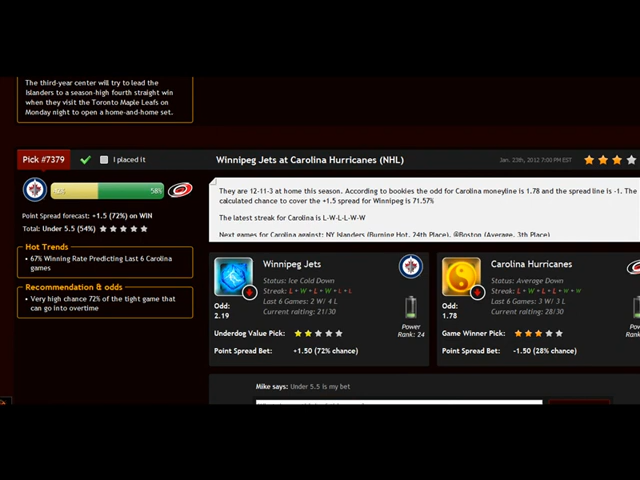 The third-year center will try to lead the
Islanders to a season-high fourth straight win
when they visit the Toronto Maple Leafs on
Monday night to open a home-and-home set.
Pick #7379
I placed it
Winnipeg Jets at Carolina Hurricanes (NHL)
Jan. 23th, 2012 7:00 PM EST
58%
Point Spread forecast: +1.5 (72%) on WIN
Total: Under 5.5 (54%)
Hot Trends
• 67% Winning Rate Predicting Last 6 Carolina
games
Recommendation & odds
• Very high chance 72% of the tight game that
can go into overtime
They are 12-11-3 at home this season. According to bookies the odd for Carolina moneyline is 1.78 and the spread line is -1. The
calculated chance to cover the +1.5 spread for Winnipeg is 71.57%
The latest streak for Carolina is L-W-L-L-W-W
Next games for Carolina against: NY Islanders (Burning Hot, 24th Place), @Boston (Average, 3th Place)
Winnipeg Jets
Status: Ice Cold Down
Streak: L + W + L + L + L + L
Last 6 Games: 2 W/ 4 L
Current raiting: 21/30
Odd:
2.19
Power
Rank: 24
Underdog Value Pick:
Point Spread Bet: +1.50 (72% chance)
Carolina Hurricanes
Status: Average Down
Streak: L + W + L + L + W + W
Last 6 Games: 3 W/ 3 L
Current raiting: 28/30
Odd:
1.78
Power
Rank:
Game Winner Pick:
Point Spread Bet: -1.50 (28% chance)
Mike says: Under 5.5 is my bet